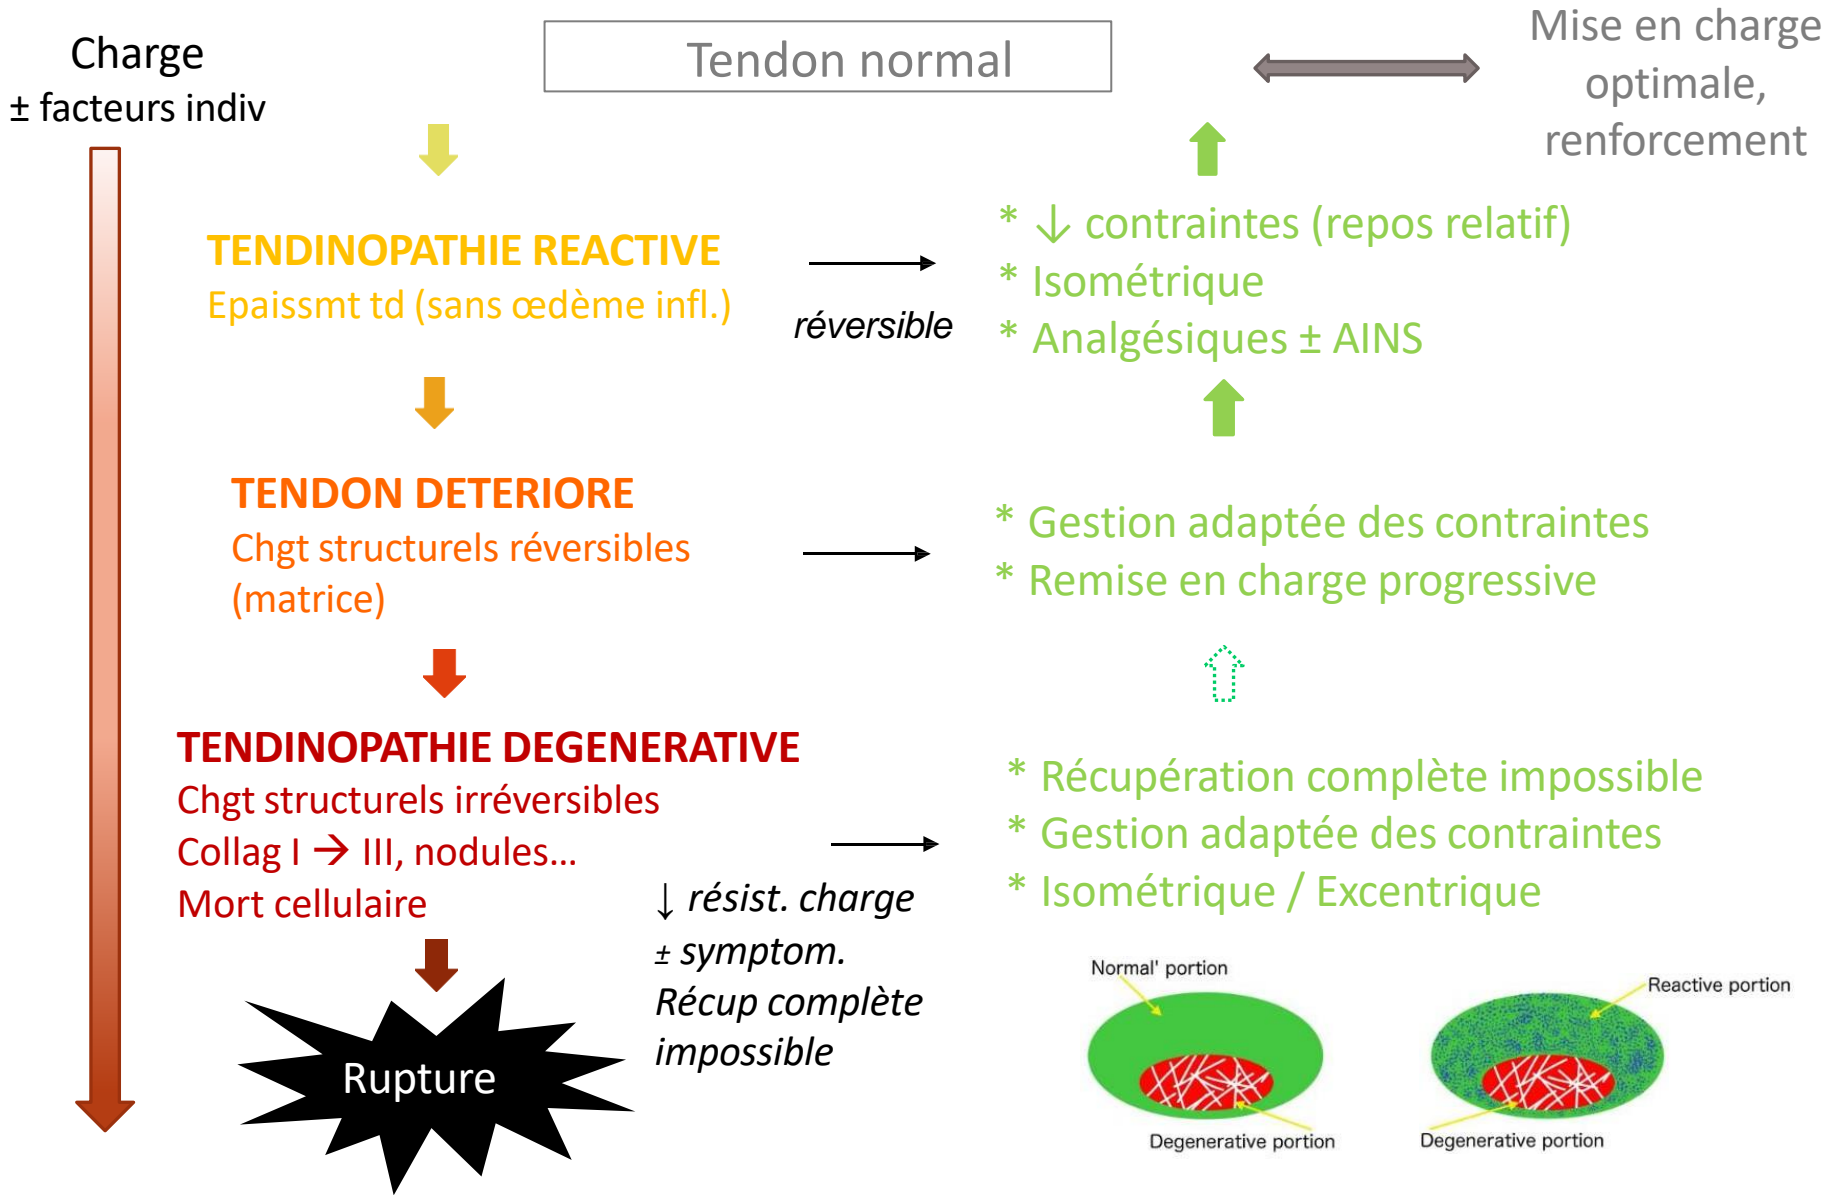 Charge
± facteurs indiv
Tendon normal
Mise en charge
optimale,
renforcement
TENDINOPATHIE REACTIVE
Epaissmt td (sans œdème infl.)
réversible
* ↓ contraintes (repos relatif)
* Isométrique
* Analgésiques ± AINS
TENDON DETERIORE
Chgt structurels réversibles
(matrice)
* Gestion adaptée des contraintes
* Remise en charge progressive
TENDINOPATHIE DEGENERATIVE
Chgt structurels irréversibles
Collag I → III, nodules...
Mort cellulaire
↓ résist. charge
± symptom.
Récup complète
impossible
* Récupération complète impossible
* Gestion adaptée des contraintes
* Isométrique / Excentrique
Rupture
Normal' portion
Degenerative portion
Reactive portion
Degenerative portion